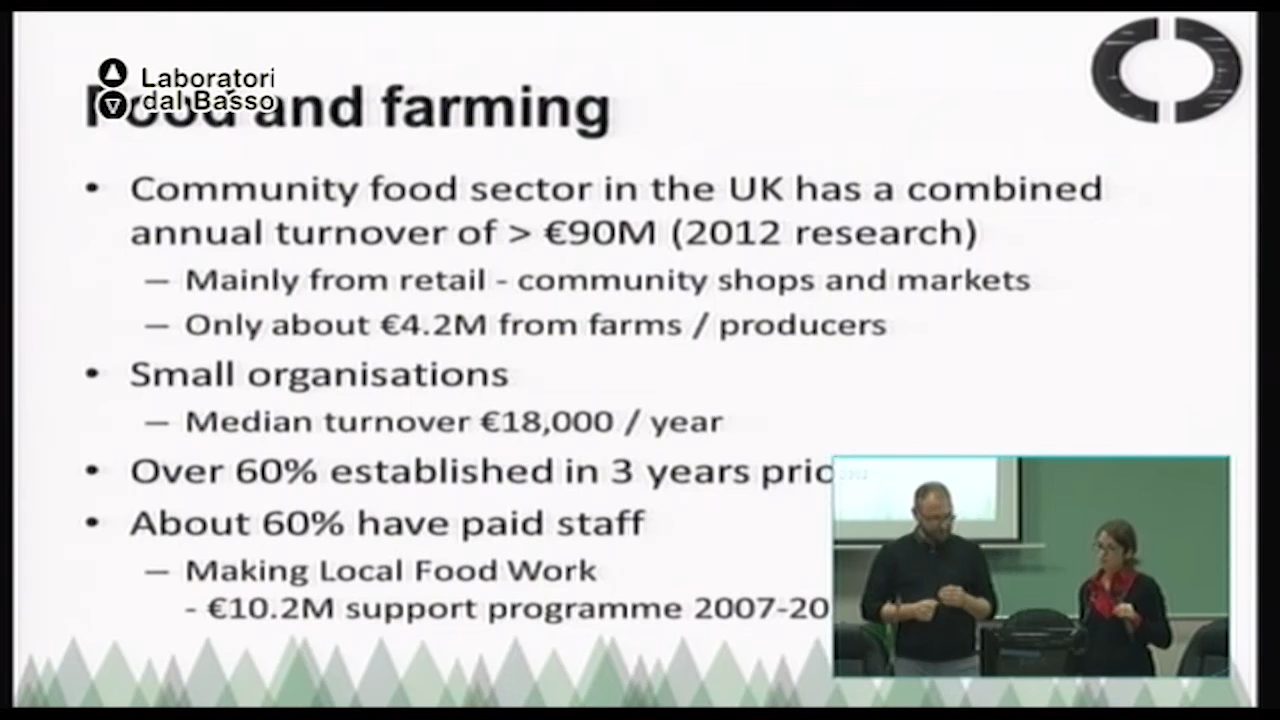 Laboratori
dal Basso
Food and farming
• Community food sector in the UK has a combined
annual turnover of > €90M (2012 research)
– Mainly from retail - community shops and markets
– Only about €4.2M from farms / producers
• Small organisations
– Median turnover €18,000 / year
• Over 60% established in 3 years
• About 60% have paid staff
– Making Local Food Work
- €10.2M support programme 2007-20